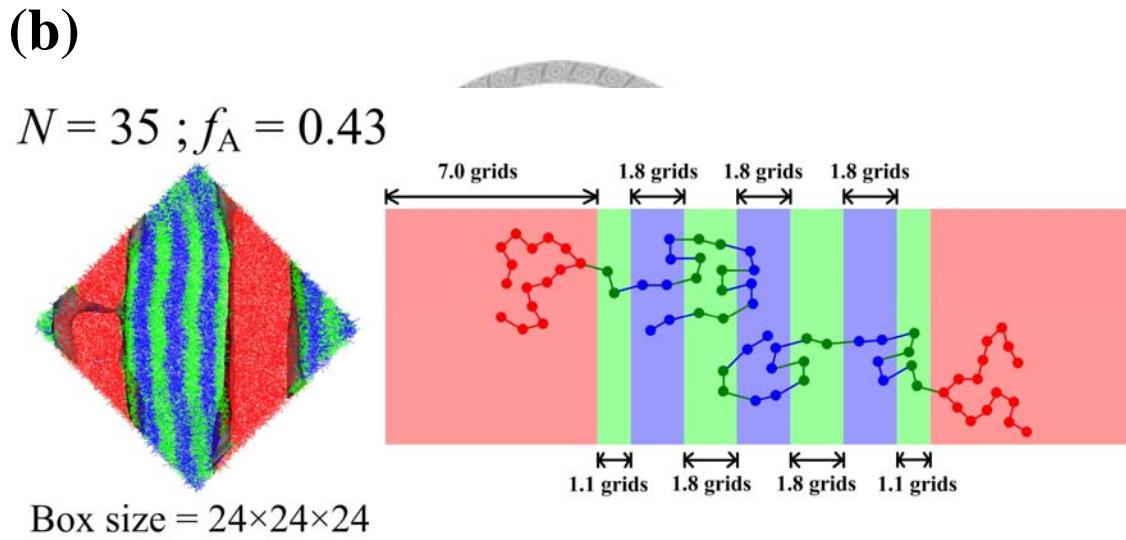 (b)
N = 35 ; fA = 0.43
7.0 grids
1.8 grids
1.8 grids
1.8 grids
1.1 grids
1.8 grids
1.8 grids
1.1 grids
Box size = 24×24×24